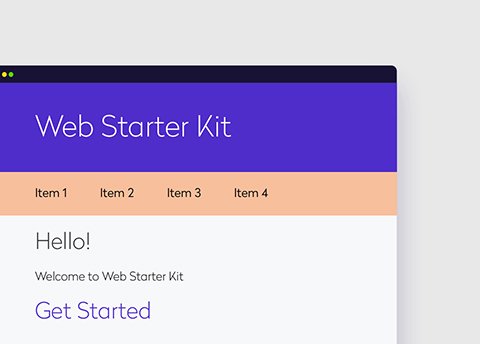 Web Starter Kit
Item 1 Item 2 Item 3 Item 4
Hello!
Welcome to Web Starter Kit
Get Started